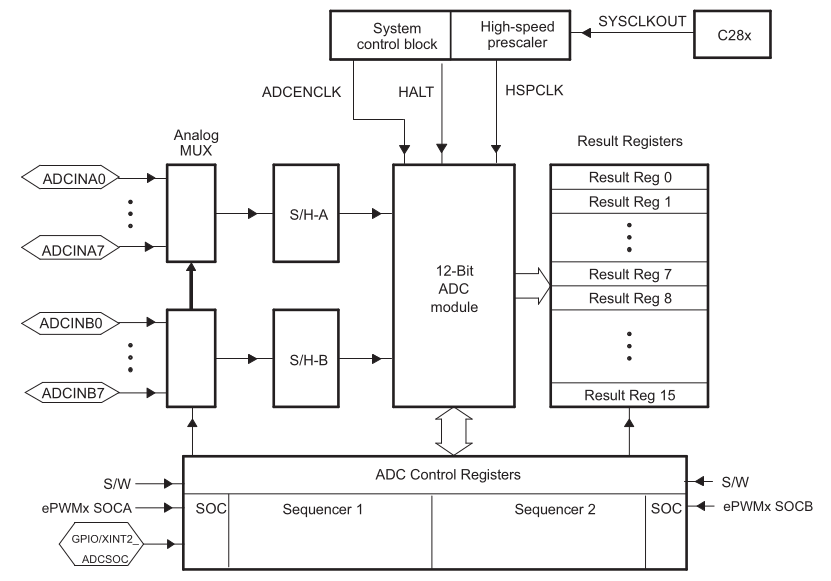 System
control block
High-speed
prescaler
SYSCLKOUT
C28x
ADCENCLK
HALT
HSPCLK
Analog
MUX
Result Registers
ADCINA0
ADCINA7
S/H-A
12-Bit
ADC
module
Result Reg 0
Result Reg 1
Result Reg 7
Result Reg 8
Result Reg 15
ADCINB0
ADCINB7
S/H-B
ADC Control Registers
S/W
S/W
ePWMx SOCA
SOC
Sequencer 1
Sequencer 2
SOC
ePWMx SOCB
GPIO/XINT2_
ADCSOC